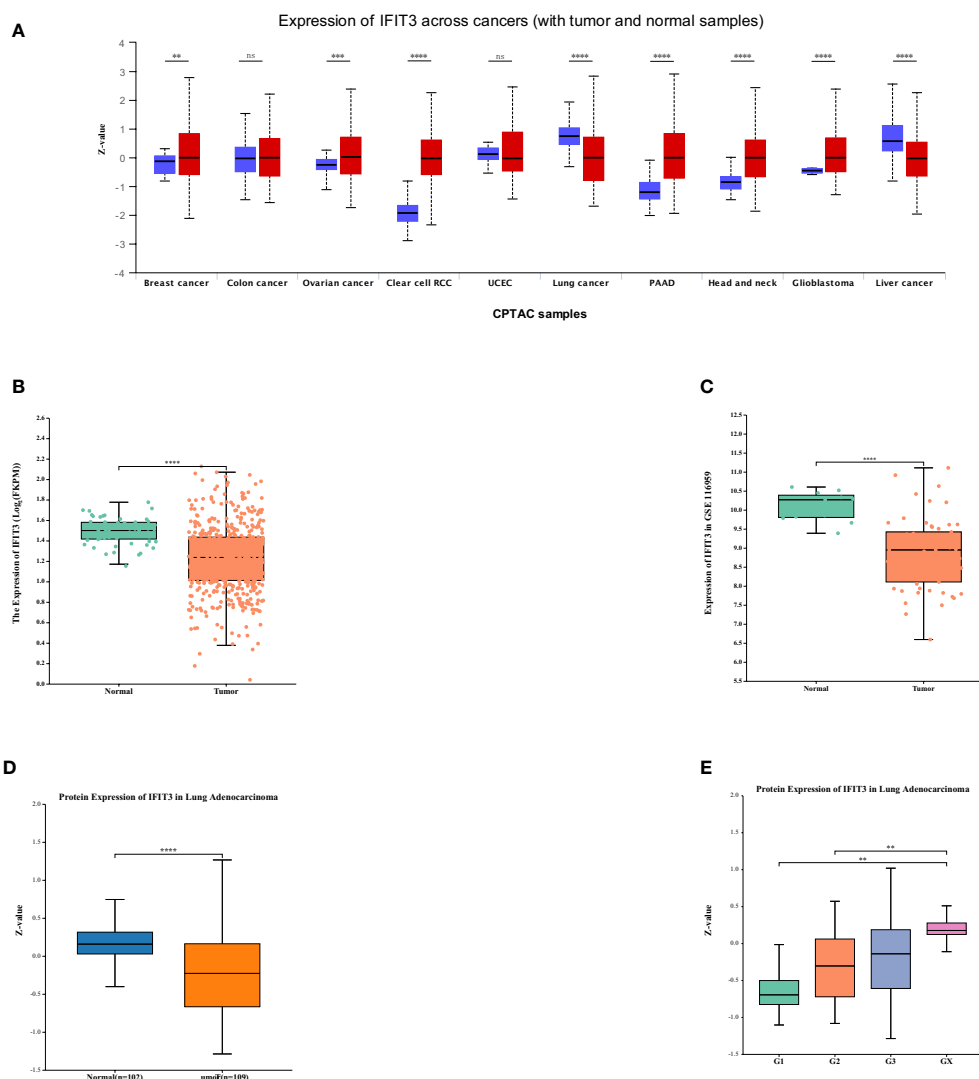 A
Expression of IFIT3 across cancers (with tumor and normal samples)
** ns *** **** ns **** **** **** **** ****
4
3
2
1
0
-1
-2
-3
-4
Z-value
Breast cancer Colon cancer Ovarian cancer Clear cell RCC UCEC Lung cancer PAAD Head and neck Glioblastoma Liver cancer
CPTAC samples
B
2.6
2.4
2.2
2.0
1.8
1.6
1.4
1.2
1.0
0.8
0.6
0.4
0.2
0.0
The Expression of IFIT3 (Log2(FKPM))
****
Normal Tumor
C
12.5
11.5
11.0
10.5
10.0
9.5
9.0
8.5
8.0
7.5
7.0
6.5
6.0
5.5
Expression of IFIT3 in GSE 116959
****
Normal Tumor
D
Protein Expression of IFIT3 in Lung Adenocarcinoma
2.0
1.5
1.0
0.5
0.0
-0.5
-1.0
-1.5
Z-value
****
Normal(n=102) umor(n=109)
E
Protein Expression of IFIT3 in Lung Adenocarcinoma
2.0
1.5
1.0
0.5
0.0
-0.5
-1.0
-1.5
Z-value
**
**
G1 G2 G3 GX